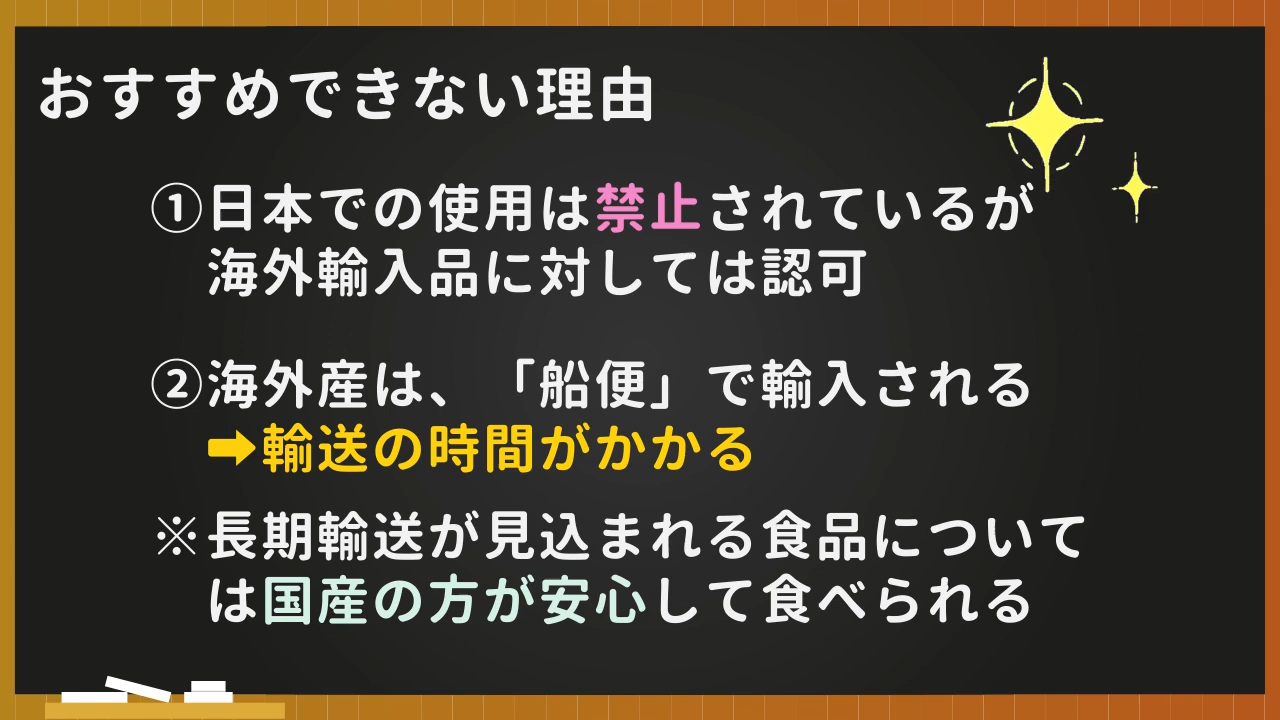 おすすめできない理由
①日本での使用は禁止されているが
海外輸入品に対しては認可
②海外産は、「船便」で輸入される
➡輸送の時間がかかる
※長期輸送が見込まれる食品について
は国産の方が安心して食べられる